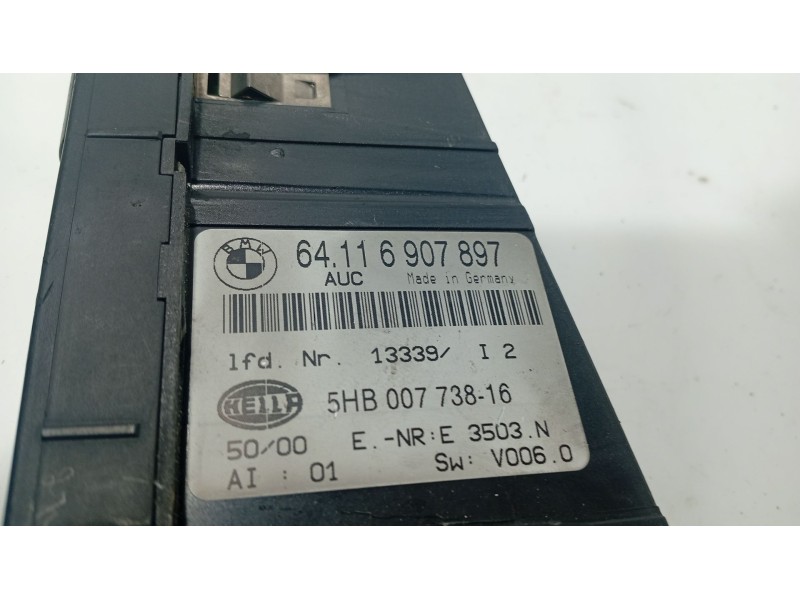 BMW
64.11 6 907 897
AUC Made in Germany
lfd. Nr. 13339/ I 2
HELLA 5HB 007 738-16
50/00 E.-NR:E 3503.N
AI : 01 SW: V006.0